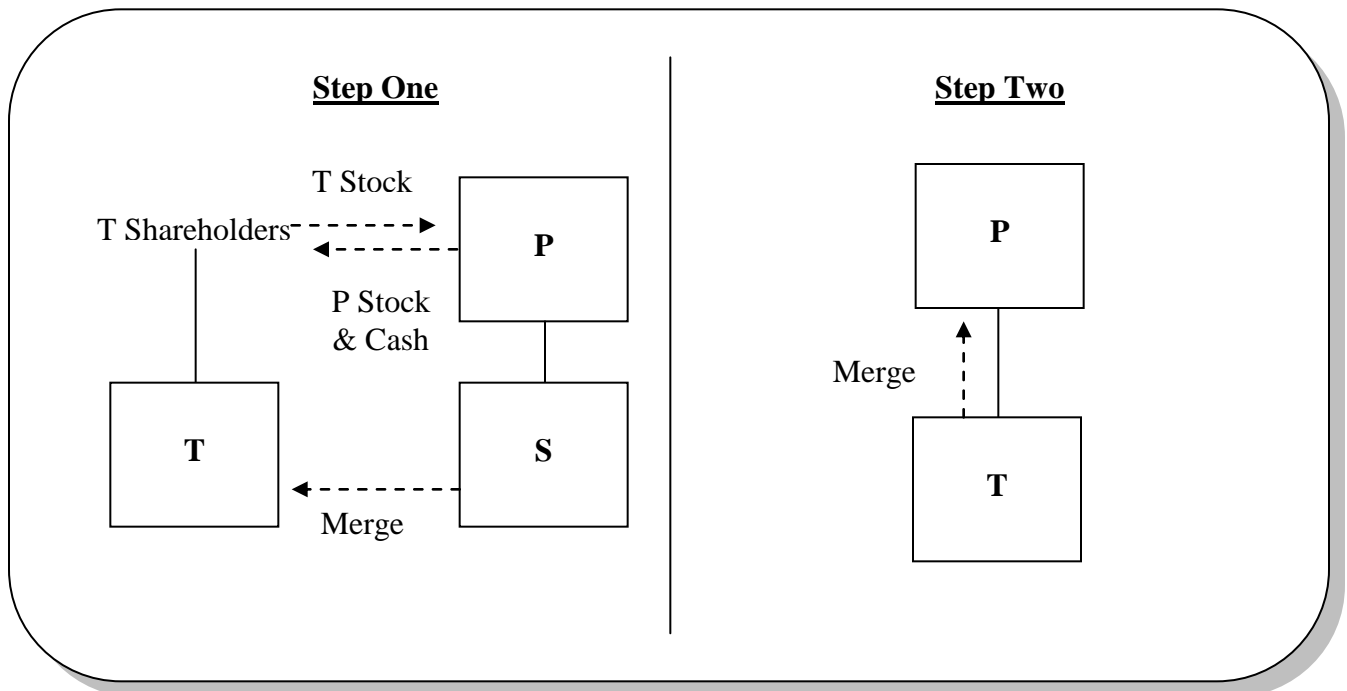 Step One
T Stock
T Shareholders
P
P Stock
& Cash
T
S
Merge
Step Two
P
Merge
T